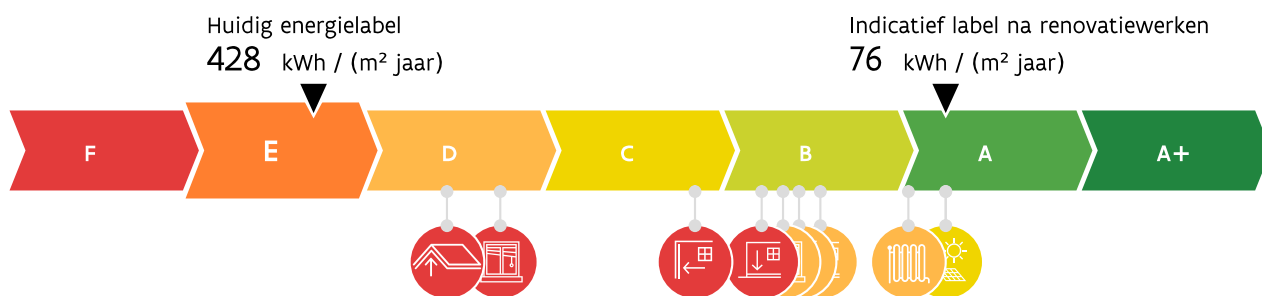 Huidig energielabel
428 kWh / (m² jaar)
Indicatief label na renovatiewerken
76 kWh / (m² jaar)
F E D C B A A+